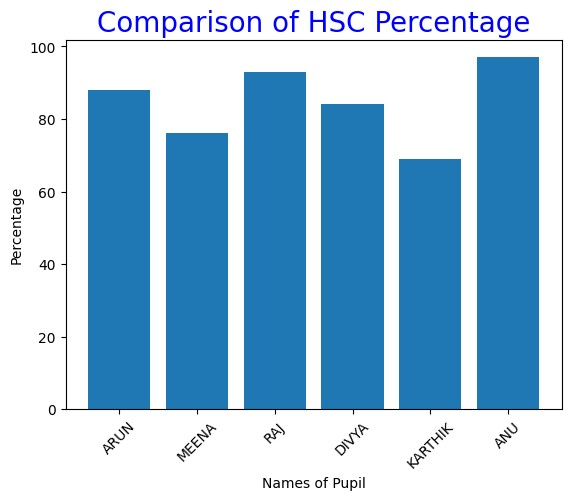 Comparison of HSC Percentage
100
80
60
40
20
0
Percentage
ARUN
MEENA
RAJ
DIVYA
KARTHIK
ANU
Names of Pupil